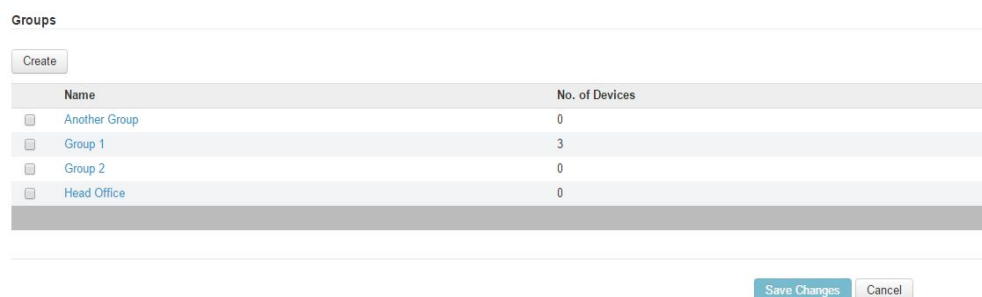 Groups
Create
Name No. of Devices
Another Group 0
Group 1 3
Group 2 0
Head Office 0
Save Changes Cancel